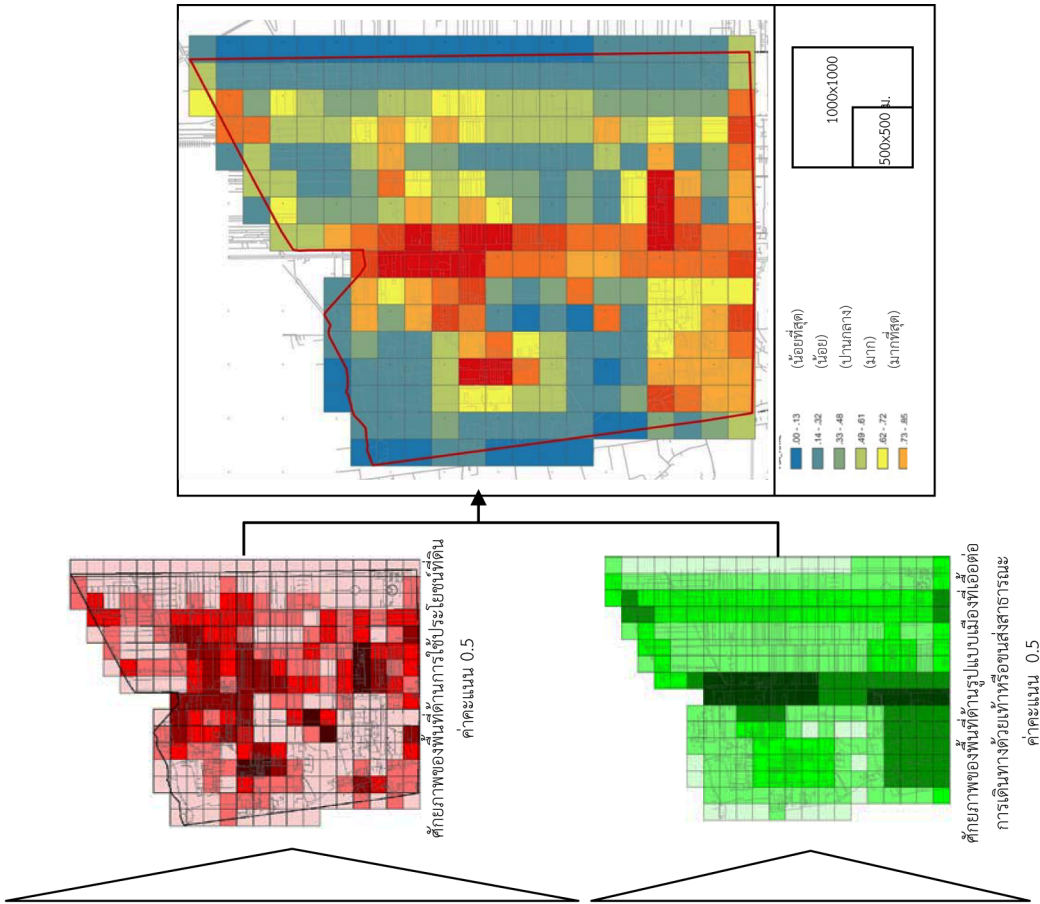 1000x1000
500x500 ม.
.00 - .13 (น้อยที่สุด)
.14 - .32 (น้อย)
.33 - .48 (ปานกลาง)
.49 - .61 (มาก)
.62 - .72 (มากที่สุด)
.73 - .85
ศักยภาพของพื้นที่ด้านการใช้ประโยชน์ที่ดิน
ค่าคะแนน 0.5
ศักยภาพของพื้นที่ด้านรูปแบบเมืองที่เอื้อต่อ
การเดินทางด้วยเท้าหรือขนส่งสาธารณะ
ค่าคะแนน 0.5